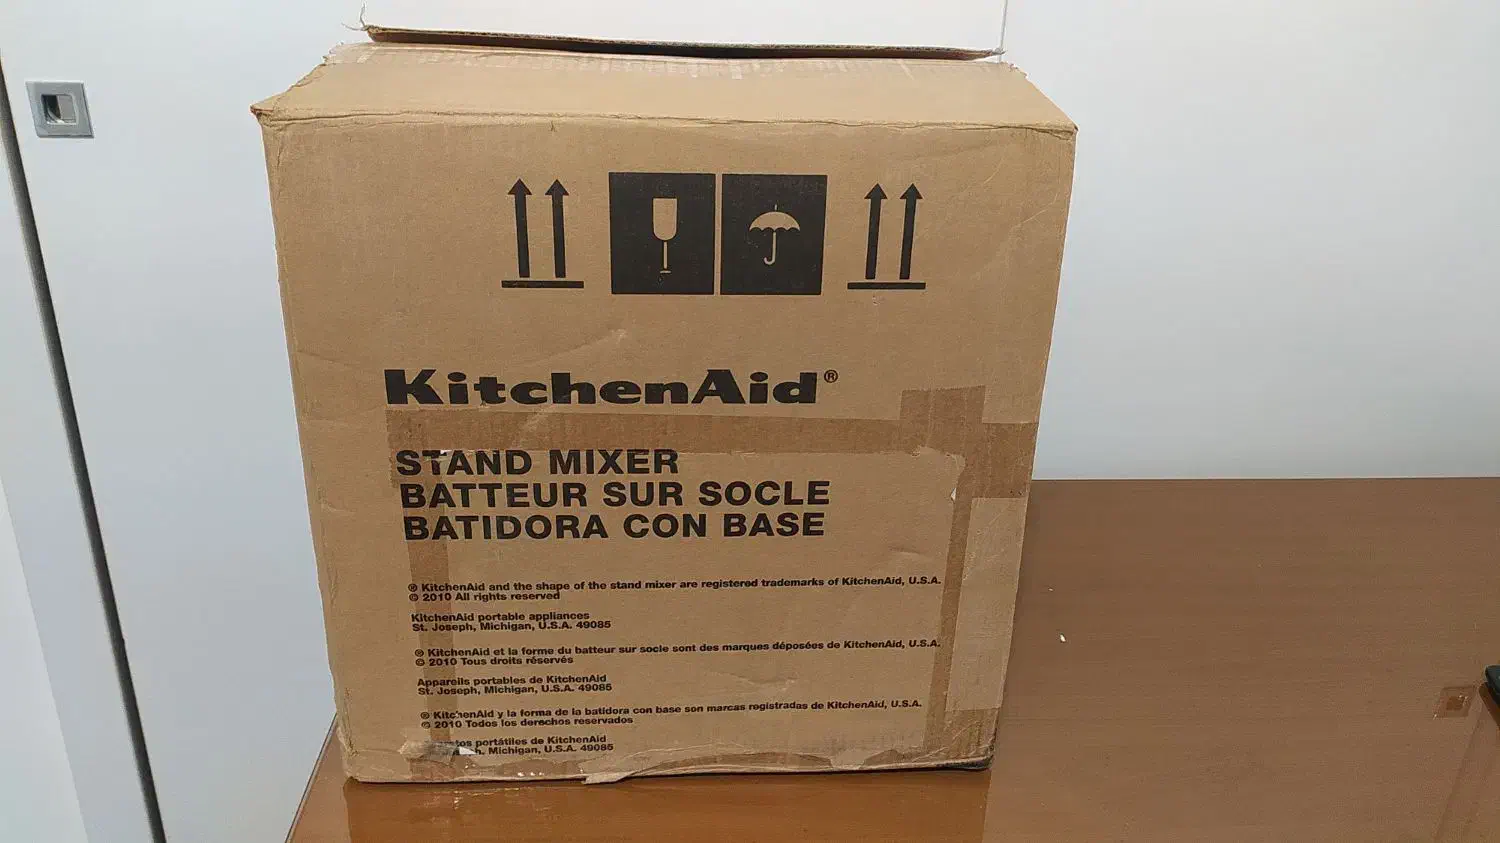 KitchenAid®
STAND MIXER
BATTEUR SUR SOCLE
BATIDORA CON BASE
® KitchenAid and the shape of the stand mixer are registered trademarks of KitchenAid, U.S.A.
© 2010 All rights reserved
KitchenAid portable appliances
St. Joseph, Michigan, U.S.A. 49085
® KitchenAid et la forme du batteur sur socle sont des marques déposées de KitchenAid, U.S.A.
© 2010 Tous droits réservés
Appareils portables de KitchenAid
St. Joseph, Michigan, U.S.A. 49085
® KitchenAid y la forma de la batidora con base son marcas registradas de KitchenAid, U.S.A.
© 2010 Todos los derechos reservados
portátiles de KitchenAid
Michigan, U.S.A. 49085